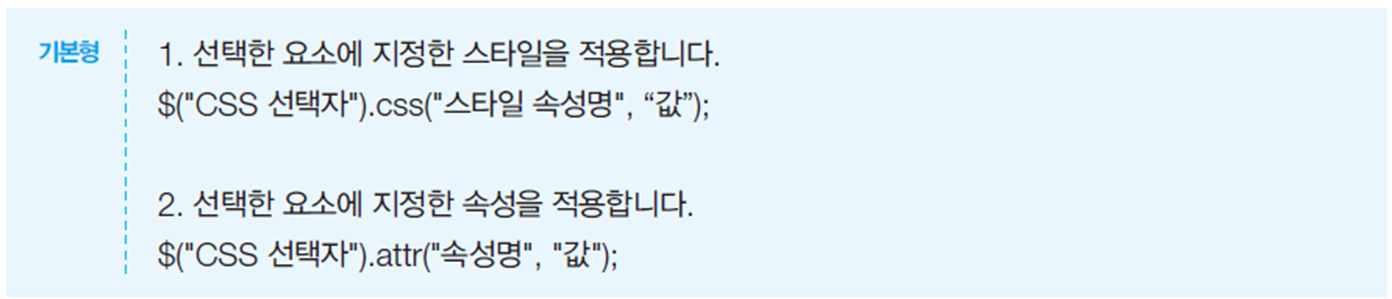 기본형
1. 선택한 요소에 지정한 스타일을 적용합니다.
$("CSS 선택자").css("스타일 속성명", “값”);
2. 선택한 요소에 지정한 속성을 적용합니다.
$("CSS 선택자").attr("속성명", "값");